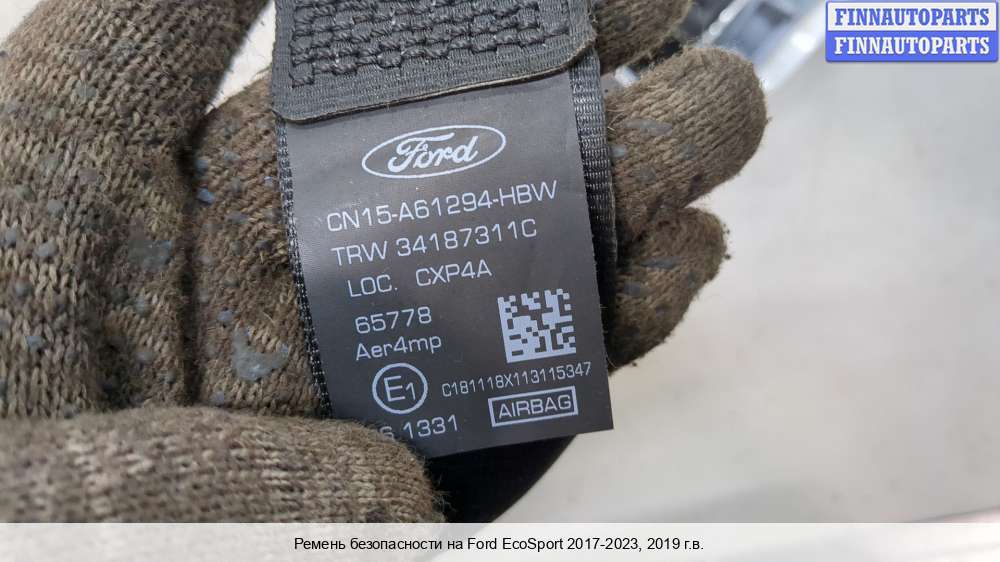 FINNAUTOPARTS
FINNAUTOPARTS
Ford
CN15-A61294-HBW
TRW 34187311C
LOC. CXP4A
65778
Aer4mp
E1
C181118X113115347
1331
AIRBAG
Ремень безопасности на Ford EcoSport 2017-2023, 2019 г.в.